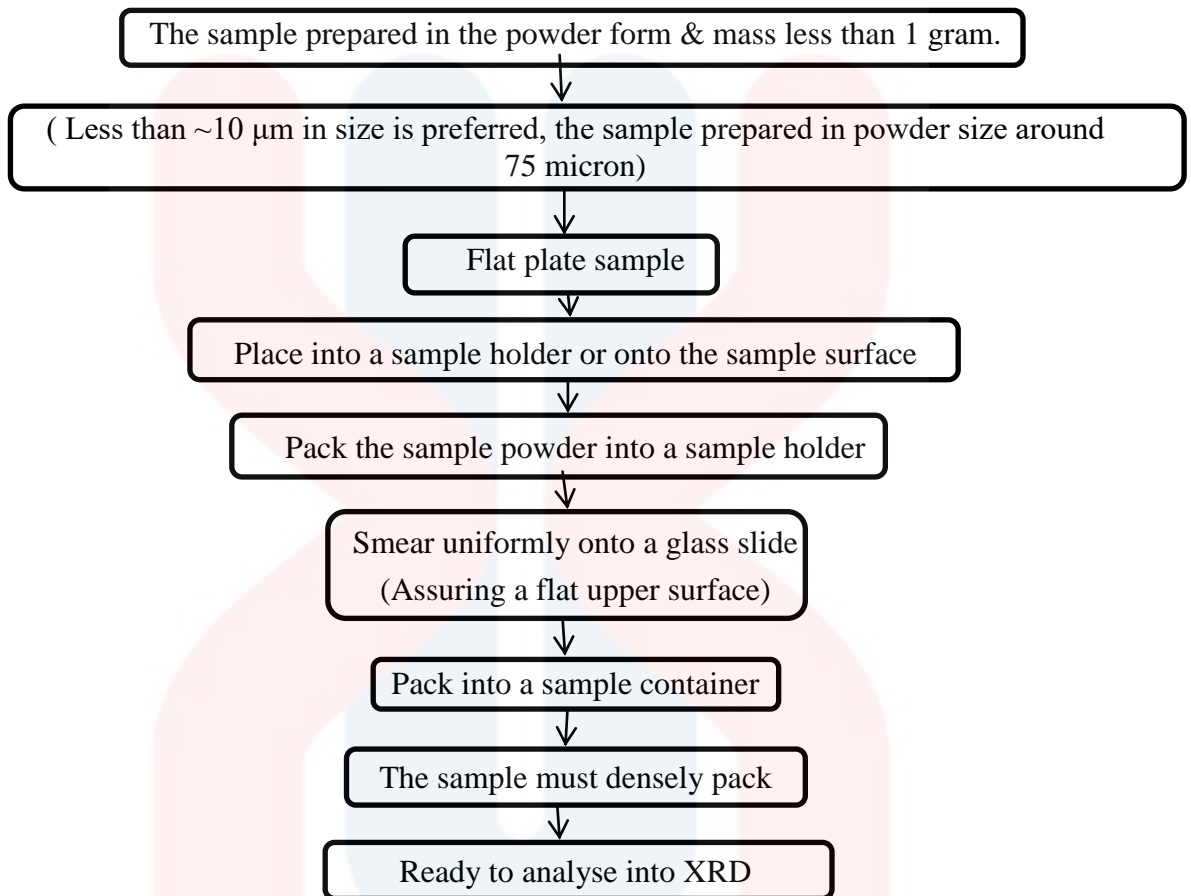 The sample prepared in the powder form & mass less than 1 gram.
( Less than ~10 μm in size is preferred, the sample prepared in powder size around
75 micron)
Flat plate sample
Place into a sample holder or onto the sample surface
Pack the sample powder into a sample holder
Smear uniformly onto a glass slide
(Assuring a flat upper surface)
Pack into a sample container
The sample must densely pack
Ready to analyse into XRD